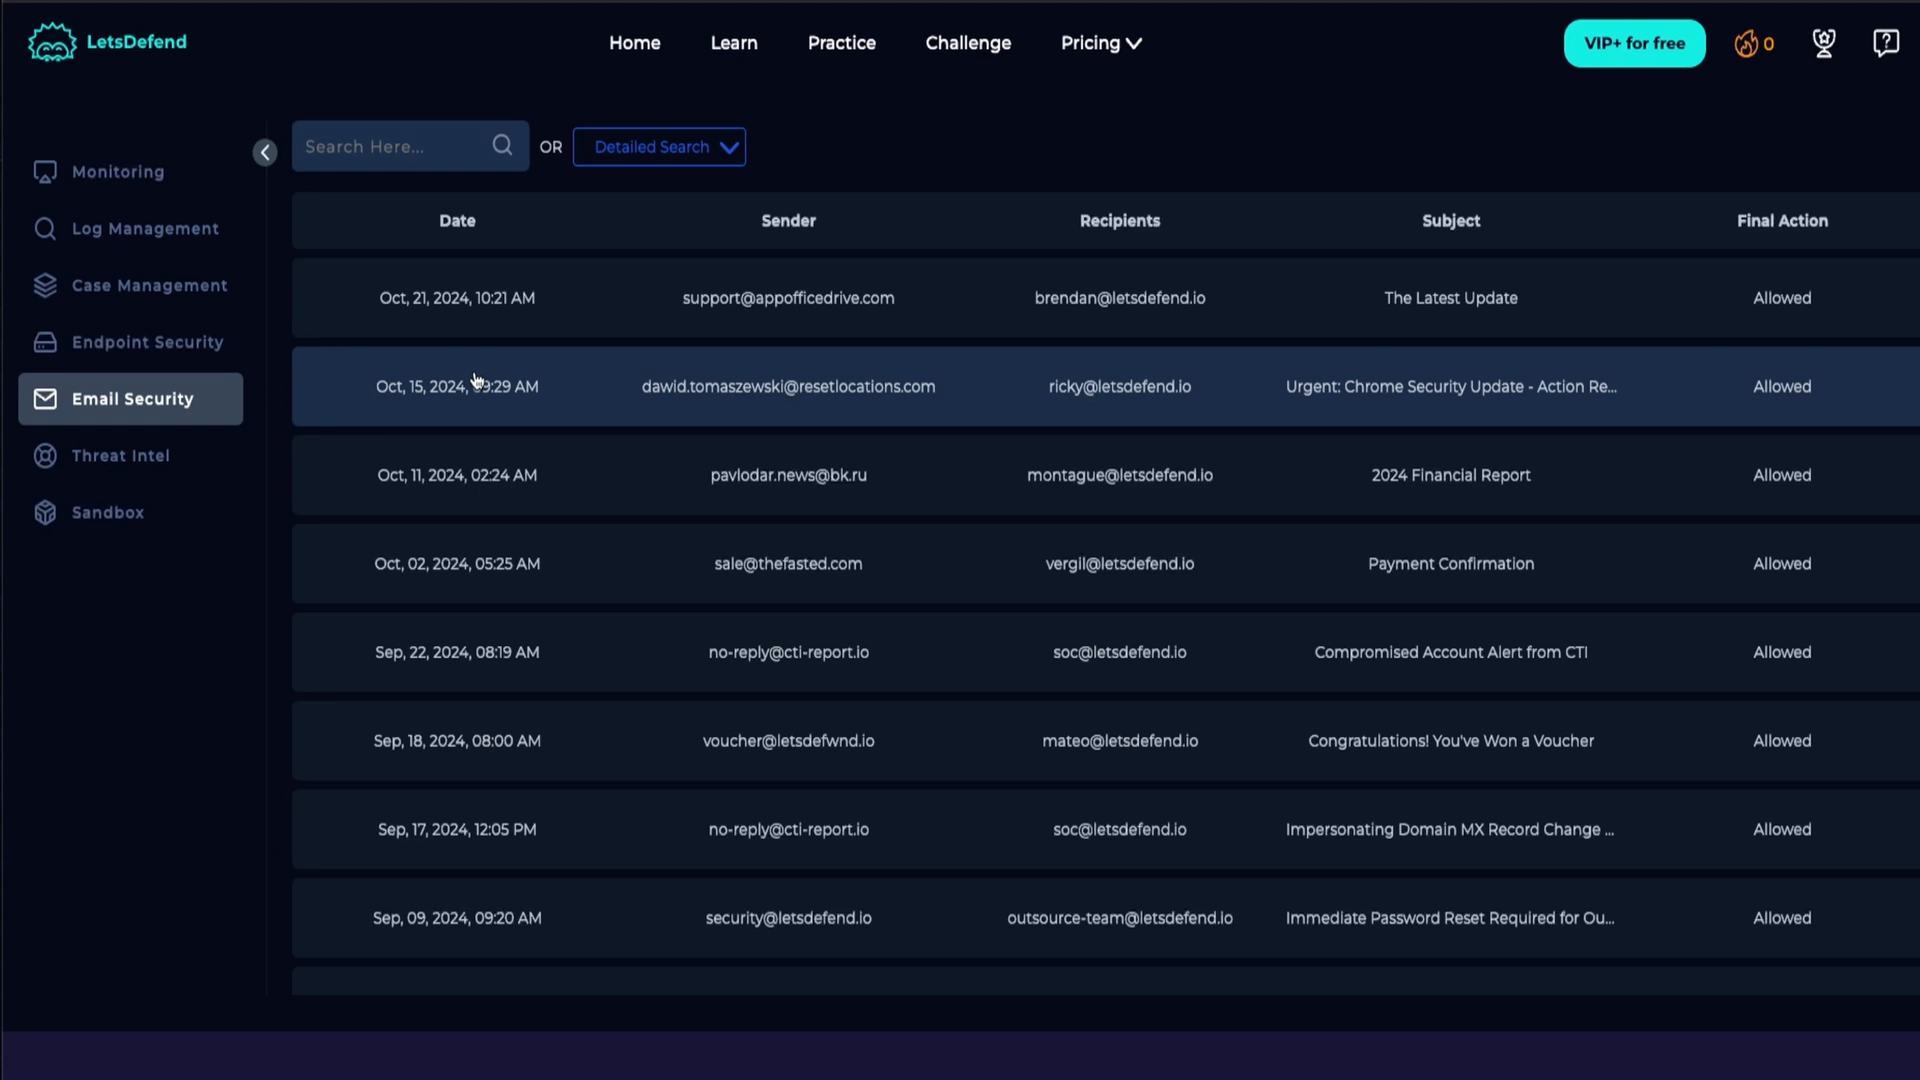 LetsDefend
Home Learn Practice Challenge Pricing
VIP+ for free 0
Search Here... OR Detailed Search
Monitoring
Log Management
Case Management
Endpoint Security
Email Security
Threat Intel
Sandbox
Date Sender Recipients Subject Final Action
Oct, 21, 2024, 10:21 AM support@appofficedrive.com brendan@letsdefend.io The Latest Update Allowed
Oct, 15, 2024, 09:29 AM dawid.tomaszewski@resetlocations.com ricky@letsdefend.io Urgent: Chrome Security Update - Action Re... Allowed
Oct, 11, 2024, 02:24 AM pavlodar.news@bk.ru montague@letsdefend.io 2024 Financial Report Allowed
Oct, 02, 2024, 05:25 AM sale@thefasted.com vergil@letsdefend.io Payment Confirmation Allowed
Sep, 22, 2024, 08:19 AM no-reply@cti-report.io soc@letsdefend.io Compromised Account Alert from CTI Allowed
Sep, 18, 2024, 08:00 AM voucher@letsdefwnd.io mateo@letsdefend.io Congratulations! You've Won a Voucher Allowed
Sep, 17, 2024, 12:05 PM no-reply@cti-report.io soc@letsdefend.io Impersonating Domain MX Record Change ... Allowed
Sep, 09, 2024, 09:20 AM security@letsdefend.io outsource-team@letsdefend.io Immediate Password Reset Required for Ou... Allowed